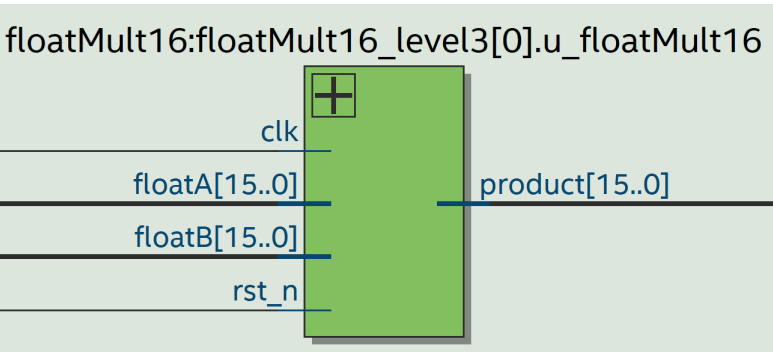 floatMult16:floatMult16_level3[0].u_floatMult16
clk
floatA[15..0]
product[15..0]
floatB[15..0]
rst_n